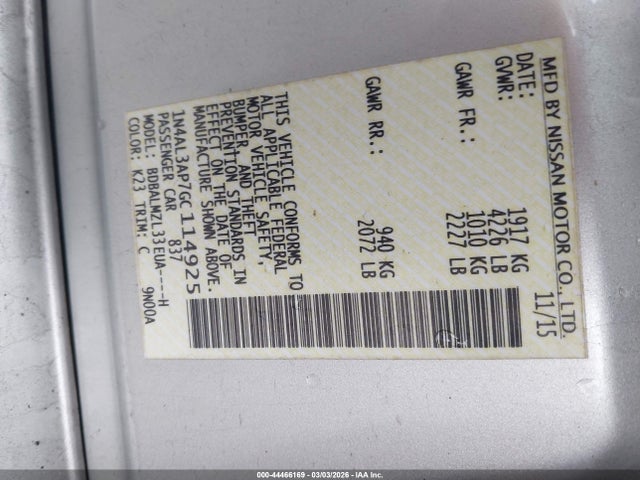 MFD BY NISSAN MOTOR CO., LTD.
DATE: 11/15
GVWR: 1917 KG
4226 LB
GAWR FR.: 1010 KG
2227 LB
GAWR RR.: 940 KG
2072 LB
THIS VEHICLE CONFORMS TO
ALL APPLICABLE FEDERAL
MOTOR VEHICLE SAFETY,
BUMPER, AND THEFT
PREVENTION STANDARDS IN
EFFECT ON THE DATE OF
MANUFACTURE SHOWN ABOVE.
1N4AL3AP7GC114925
PASSENGER CAR 837
MODEL: BDBALMZL33EUA----H
COLOR: K23 TRIM: C 9N00A
000-44466169 - 03/03/2026 - IAA Inc.